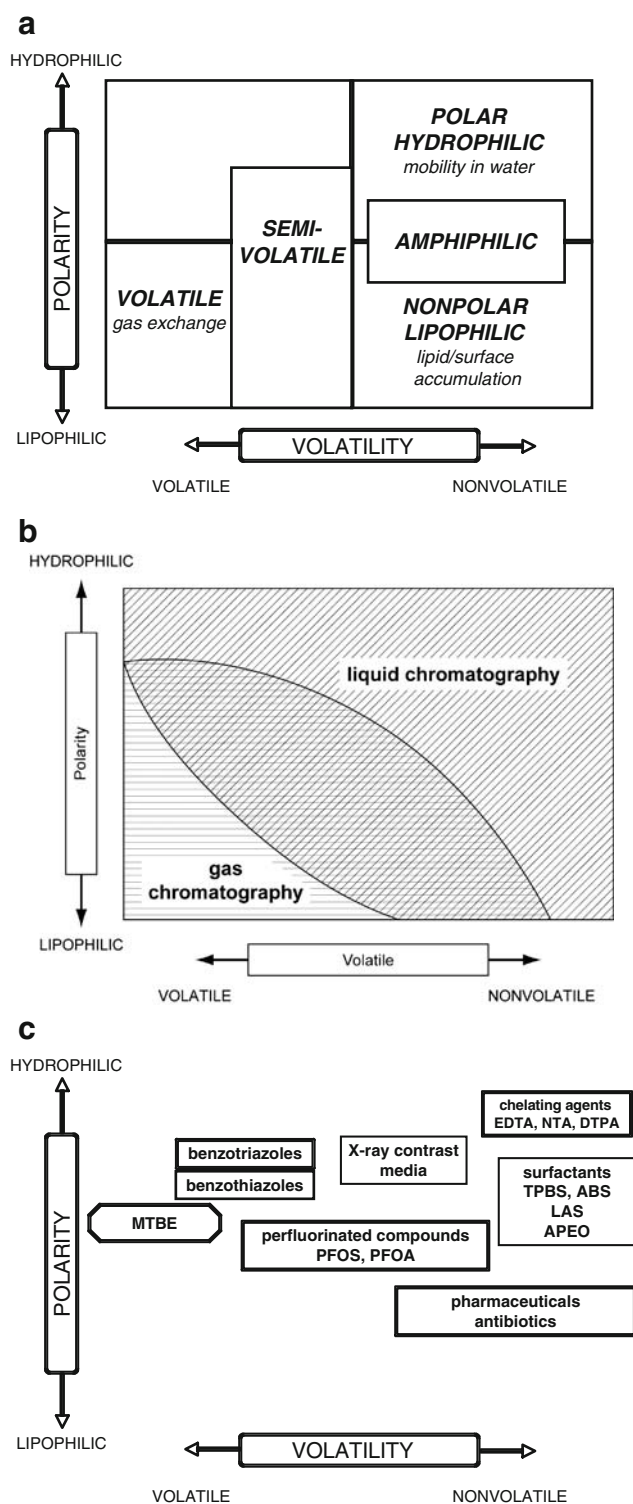 a
HYDROPHILIC
POLARITY
LIPOPHILIC
POLAR
HYDROPHILIC
mobility in water
SEMI-
VOLATILE
AMPHIPHILIC
VOLATILE
gas exchange
NONPOLAR
LIPOPHILIC
lipid/surface
accumulation
VOLATILITY
VOLATILE
NONVOLATILE
b
HYDROPHILIC
Polarity
LIPOPHILIC
liquid chromatography
gas
chromatography
Volatile
VOLATILE
NONVOLATILE
c
HYDROPHILIC
POLARITY
LIPOPHILIC
chelating agents
EDTA, NTA, DTPA
benzotriazoles
benzothiazoles
X-ray contrast
media
surfactants
TPBS, ABS
LAS
APEO
MTBE
perfluorinated compounds
PFOS, PFOA
pharmaceuticals
antibiotics
VOLATILITY
VOLATILE
NONVOLATILE